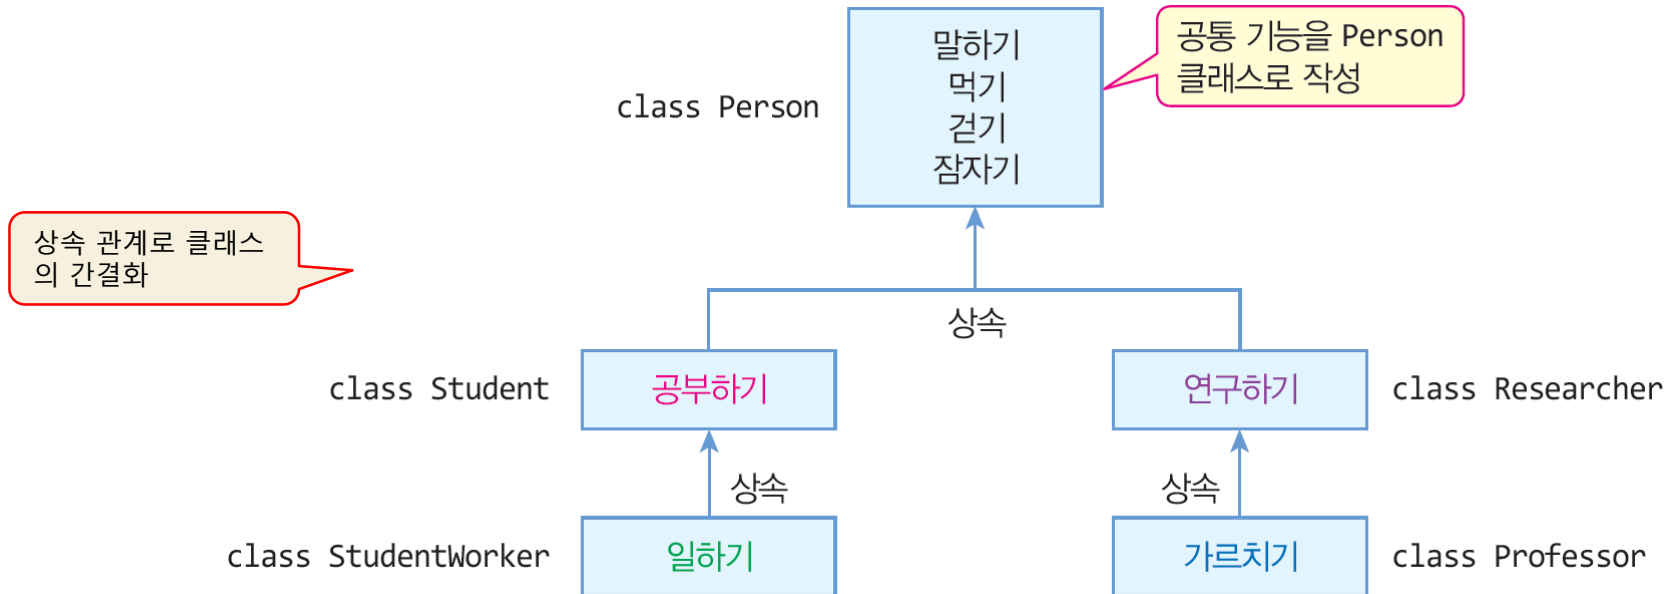 말하기
먹기
걷기
잠자기
class Person
공통 기능을 Person
클래스로 작성
상속 관계로 클래스
의 간결화
상속
class Student
공부하기
연구하기
class Researcher
상속
상속
class StudentWorker
일하기
가르치기
class Professor